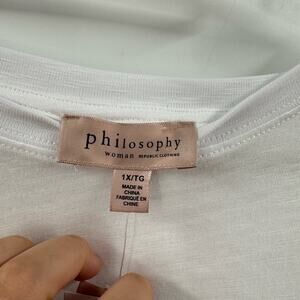 philosophy
woman REPUBLIC CLOTHING
1X/TG
MADE IN
CHINA
FABRIQUÉ EN
CHINE